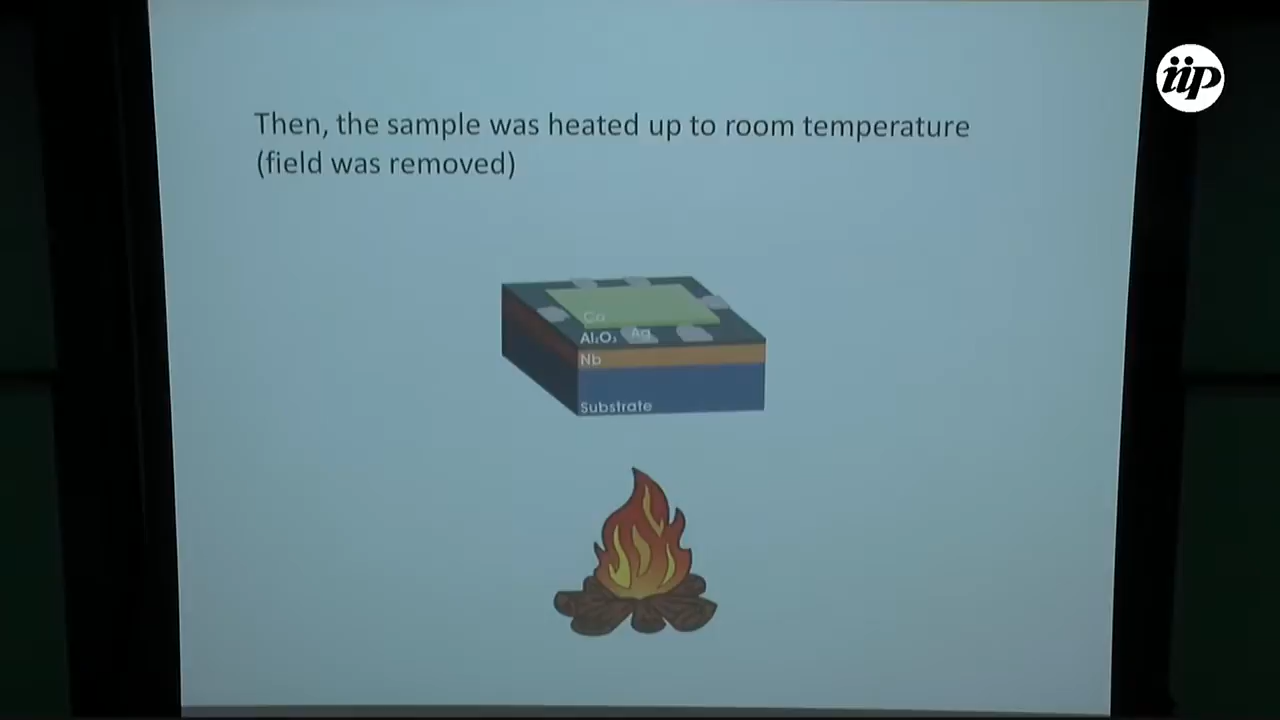 iip
Then, the sample was heated up to room temperature
(field was removed)
Co
Al₂O₃ Ag
Nb
Substrate